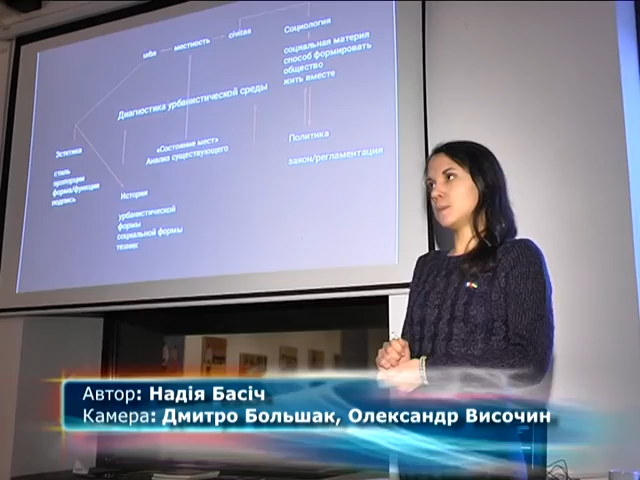 urbs местность civitas
Социология
социальная материя
способ формировать
общество
жить вместе
Диагностика урбанистической среды
Эстетика
стиль
пропорции
форма/функции
подпись
«Состояние мест»
Анализ существующего
Политика
закон/регламентация
История
урбанистической
формы
социальной формы
техник
Автор: Надія Басіч
Камера: Дмитро Большак, Олександр Височин